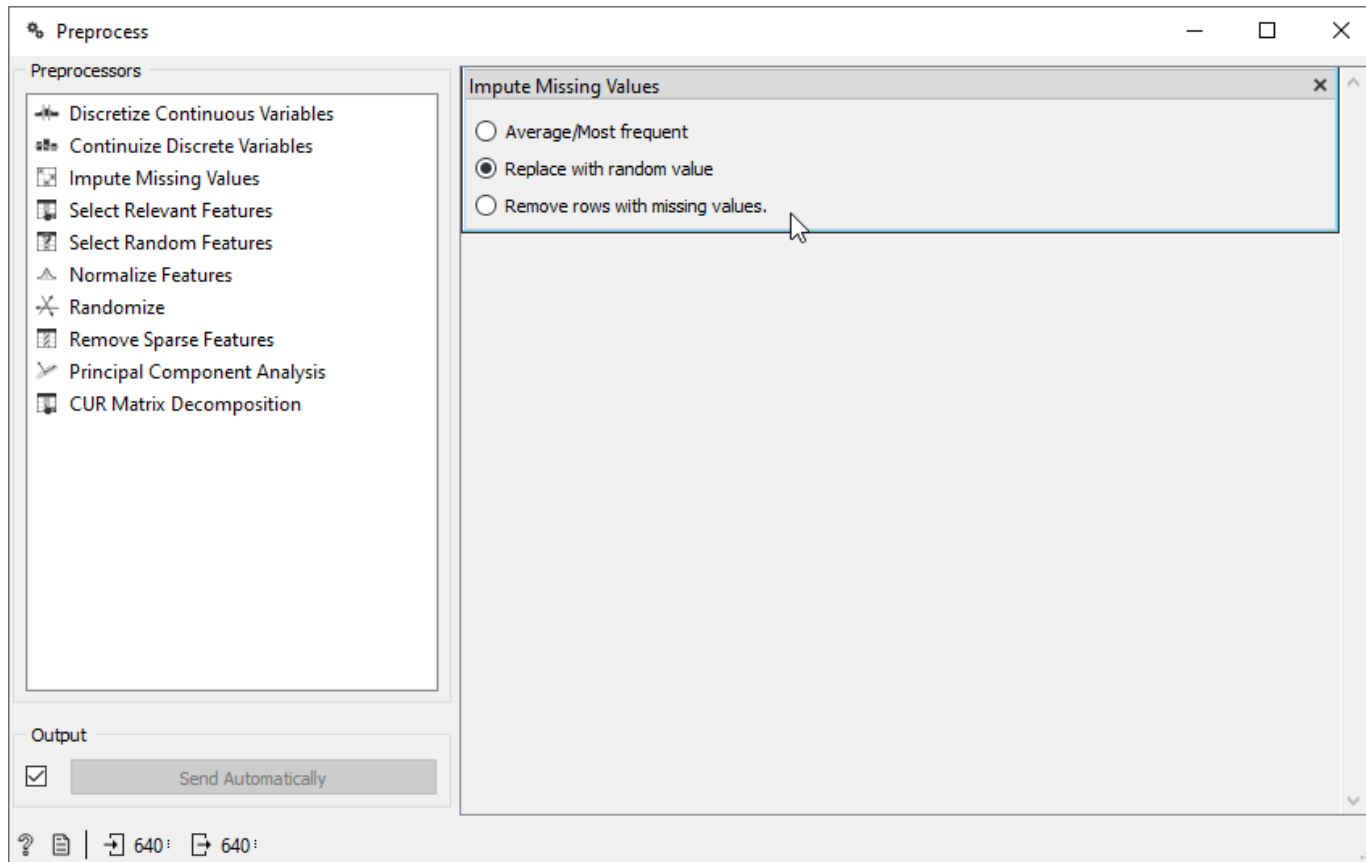 Preprocess
Preprocessors
Discretize Continuous Variables
Continuize Discrete Variables
Impute Missing Values
Select Relevant Features
Select Random Features
Normalize Features
Randomize
Remove Sparse Features
Principal Component Analysis
CUR Matrix Decomposition
Impute Missing Values
Average/Most frequent
Replace with random value
Remove rows with missing values.
Output
Send Automatically
640
640